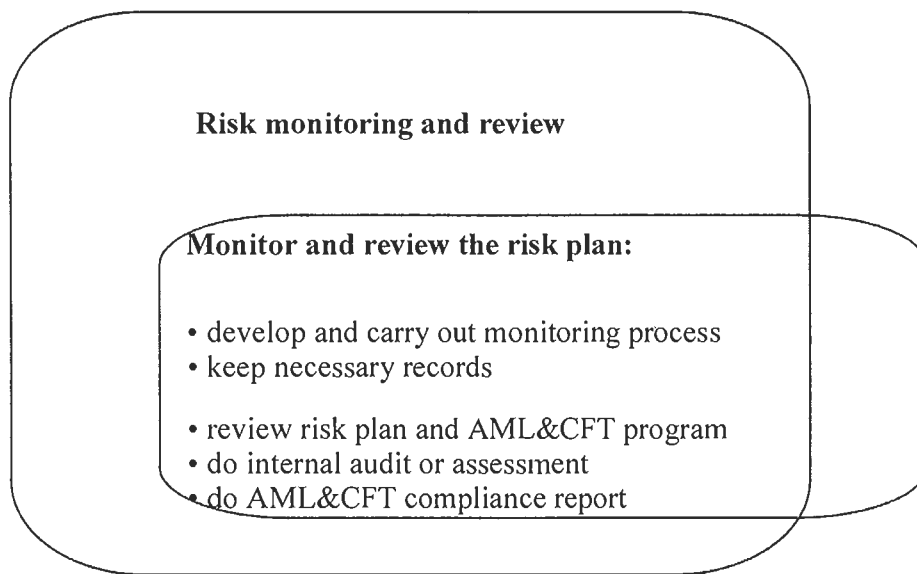 Risk monitoring and review
Monitor and review the risk plan:
• develop and carry out monitoring process
• keep necessary records
• review risk plan and AML&CFT program
• do internal audit or assessment
• do AML&CFT compliance report